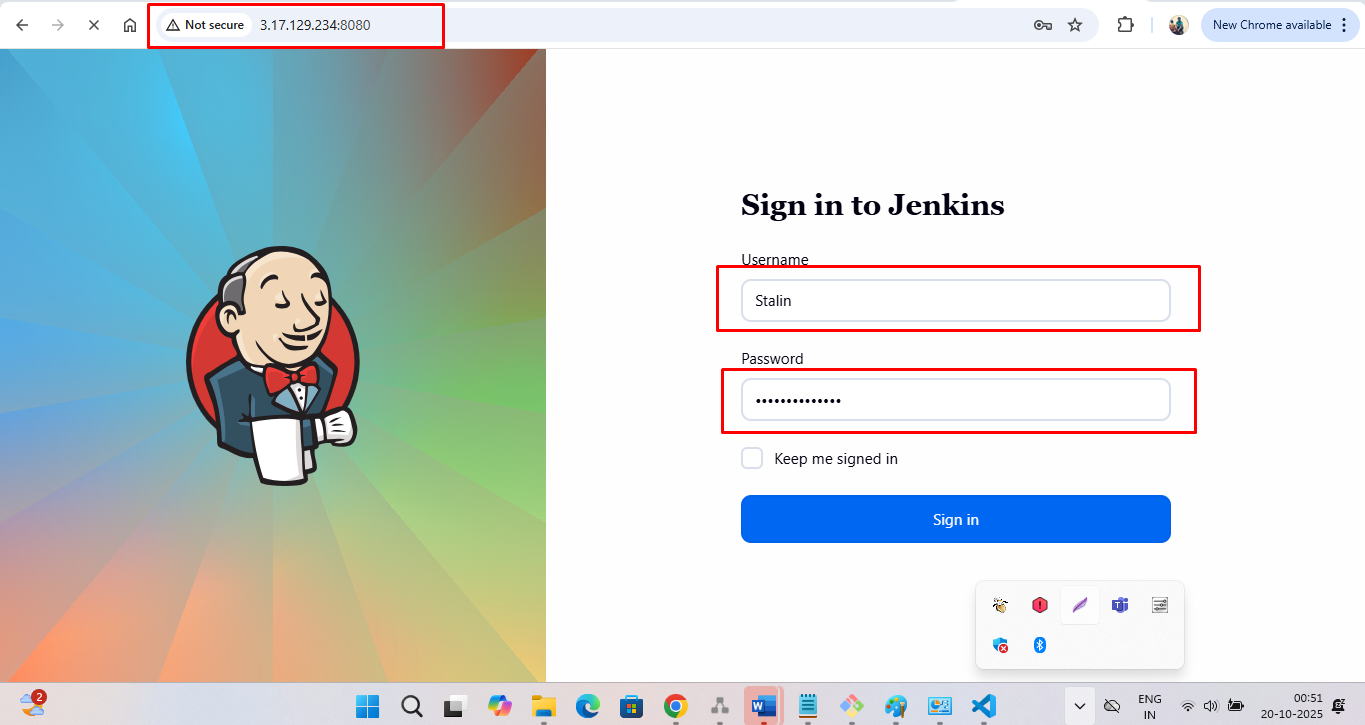 Not secure 3.17.129.234:8080 New Chrome available
Sign in to Jenkins
Username
Stalin
Password
••••••••••••••
Keep me signed in
Sign in
2
ENG
IN
00:51
20-10-2025